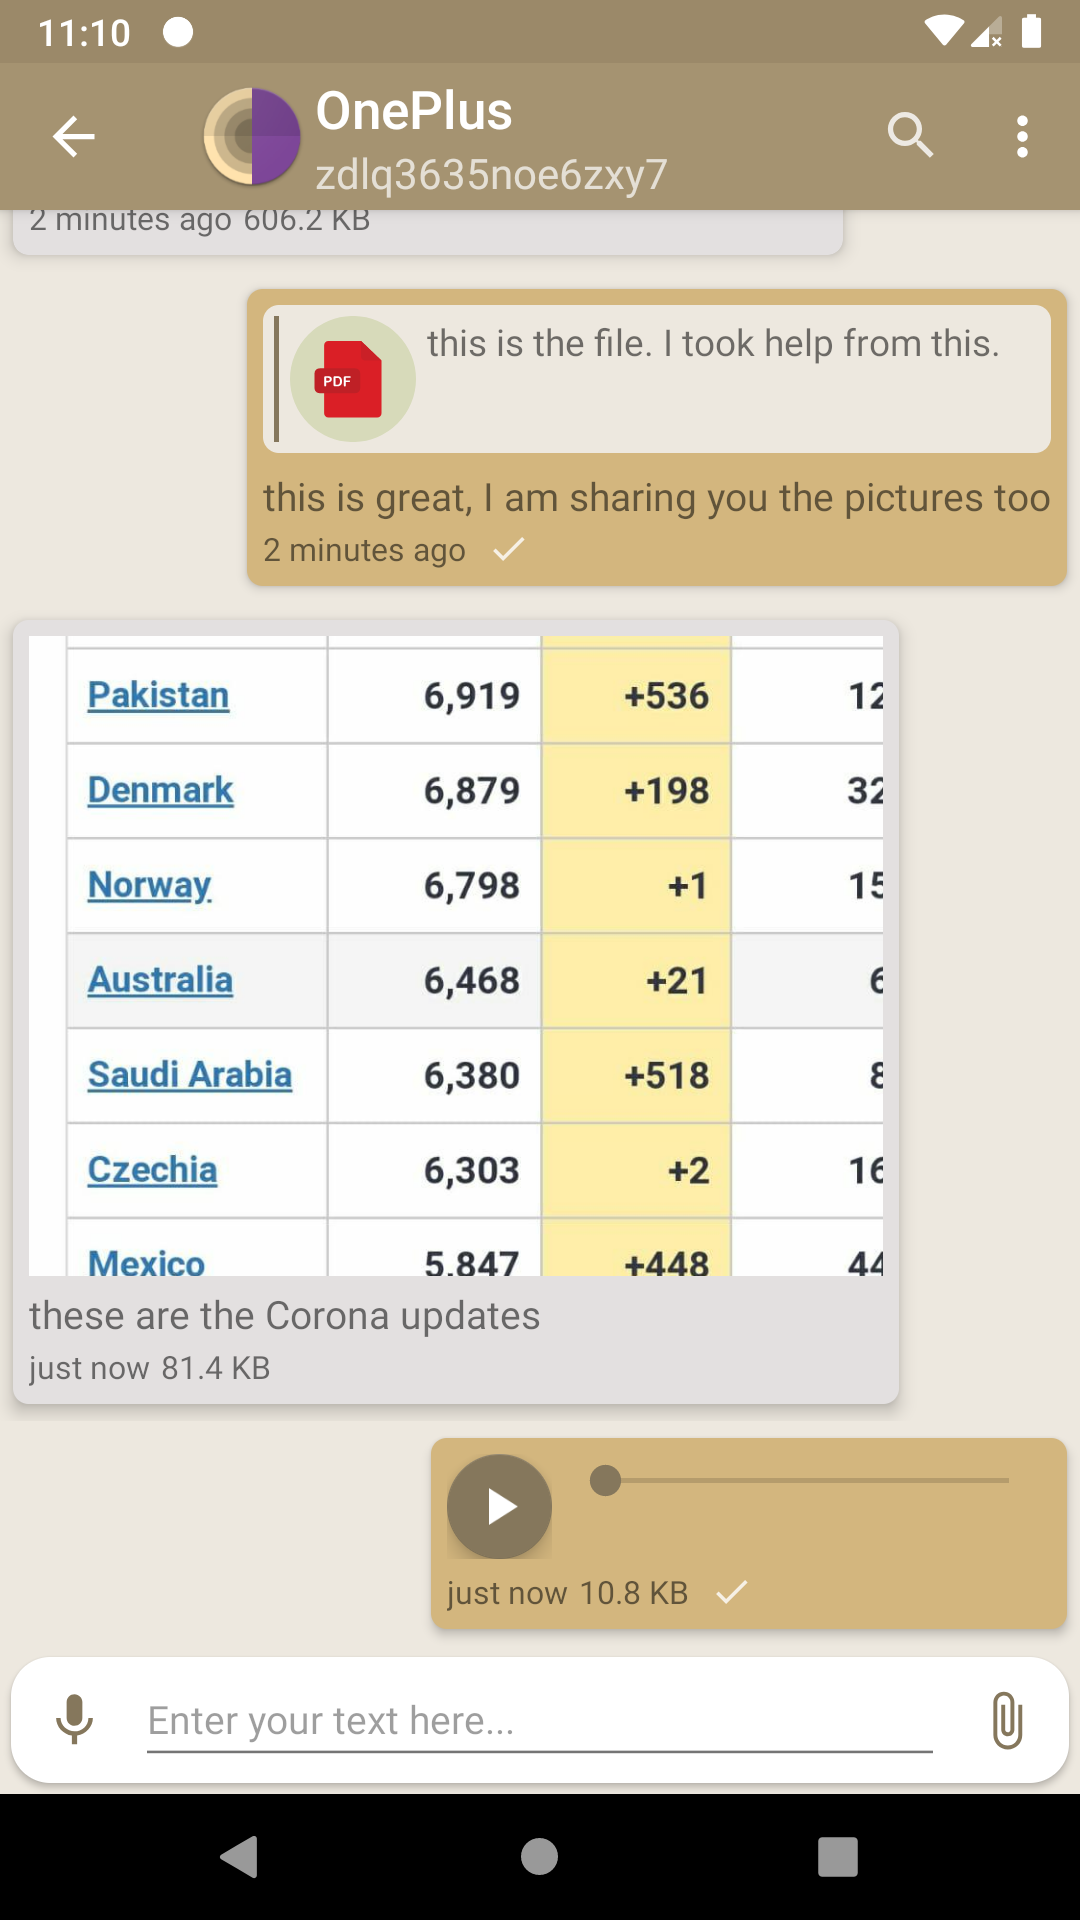 11:10
OnePlus
zdlq3635noe6zxy7
2 minutes ago 606.2 KB
PDF
this is the file. I took help from this.
this is great, I am sharing you the pictures too
2 minutes ago
Pakistan 6,919 +536 12
Denmark 6,879 +198 32
Norway 6,798 +1 15
Australia 6,468 +21 6
Saudi Arabia 6,380 +518 8
Czechia 6,303 +2 16
Mexico 5,847 +448 44
these are the Corona updates
just now 81.4 KB
just now 10.8 KB
Enter your text here...